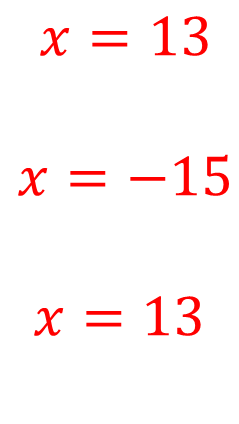 x = 13
x = −15
x = 13